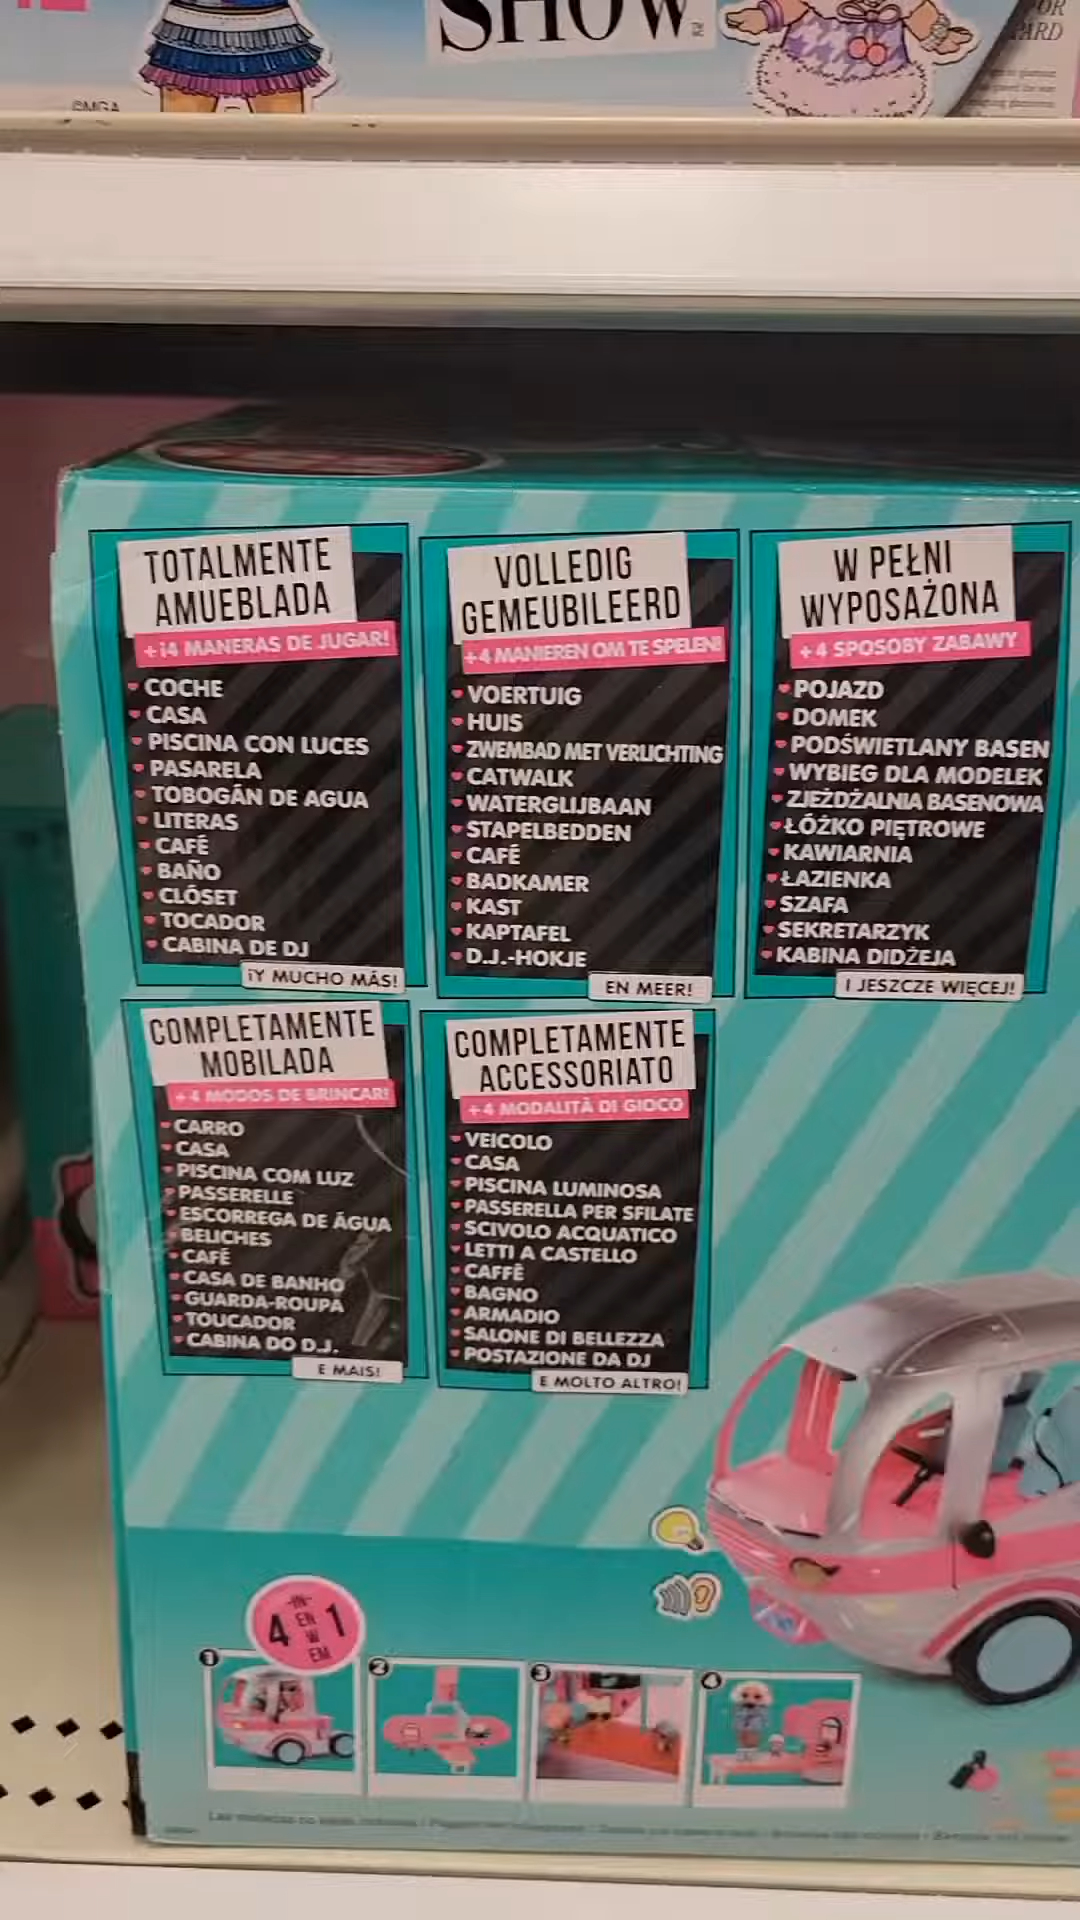 SHOW™
©MGA
TOTALMENTE
AMUEBLADA
+¡4 MANERAS DE JUGAR!
COCHE
CASA
PISCINA CON LUCES
PASARELA
TOBOGÁN DE AGUA
LITERAS
CAFÉ
BAÑO
CLÓSET
TOCADOR
CABINA DE DJ
¡Y MUCHO MÁS!
VOLLEDIG
GEMEUBILEERD
+4 MANIEREN OM TE SPELEN!
VOERTUIG
HUIS
ZWEMBAD MET VERLICHTING
CATWALK
WATERGLIJBAAN
STAPELBEDDEN
CAFÉ
BADKAMER
KAST
KAPTAFEL
D.J.-HOKJE
EN MEER!
W PEŁNI
WYPOSAŻONA
+4 SPOSOBY ZABAWY
POJAZD
DOMEK
PODŚWIETLANY BASEN
WYBIEG DLA MODELEK
ZJEŻDŻALNIA BASENOWA
ŁÓŻKO PIĘTROWE
KAWIARNIA
ŁAZIENKA
SZAFA
SEKRETARZYK
KABINA DIDŻEJA
I JESZCZE WIĘCEJ!
COMPLETAMENTE
MOBILADA
+4 MODOS DE BRINCAR!
CARRO
CASA
PISCINA COM LUZ
PASSERELLE
ESCORREGA DE ÁGUA
BELICHES
CAFÉ
CASA DE BANHO
GUARDA-ROUPA
TOUCADOR
CABINA DO D.J.
E MAIS!
COMPLETAMENTE
ACCESSORIATO
+4 MODALITÀ DI GIOCO
VEICOLO
CASA
PISCINA LUMINOSA
PASSERELLA PER SFILATE
SCIVOLO ACQUATICO
LETTI A CASTELLO
CAFFÈ
BAGNO
ARMADIO
SALONE DI BELLEZZA
POSTAZIONE DA DJ
E MOLTO ALTRO!
4 -IN- EN W EM 1
1
2
3
4